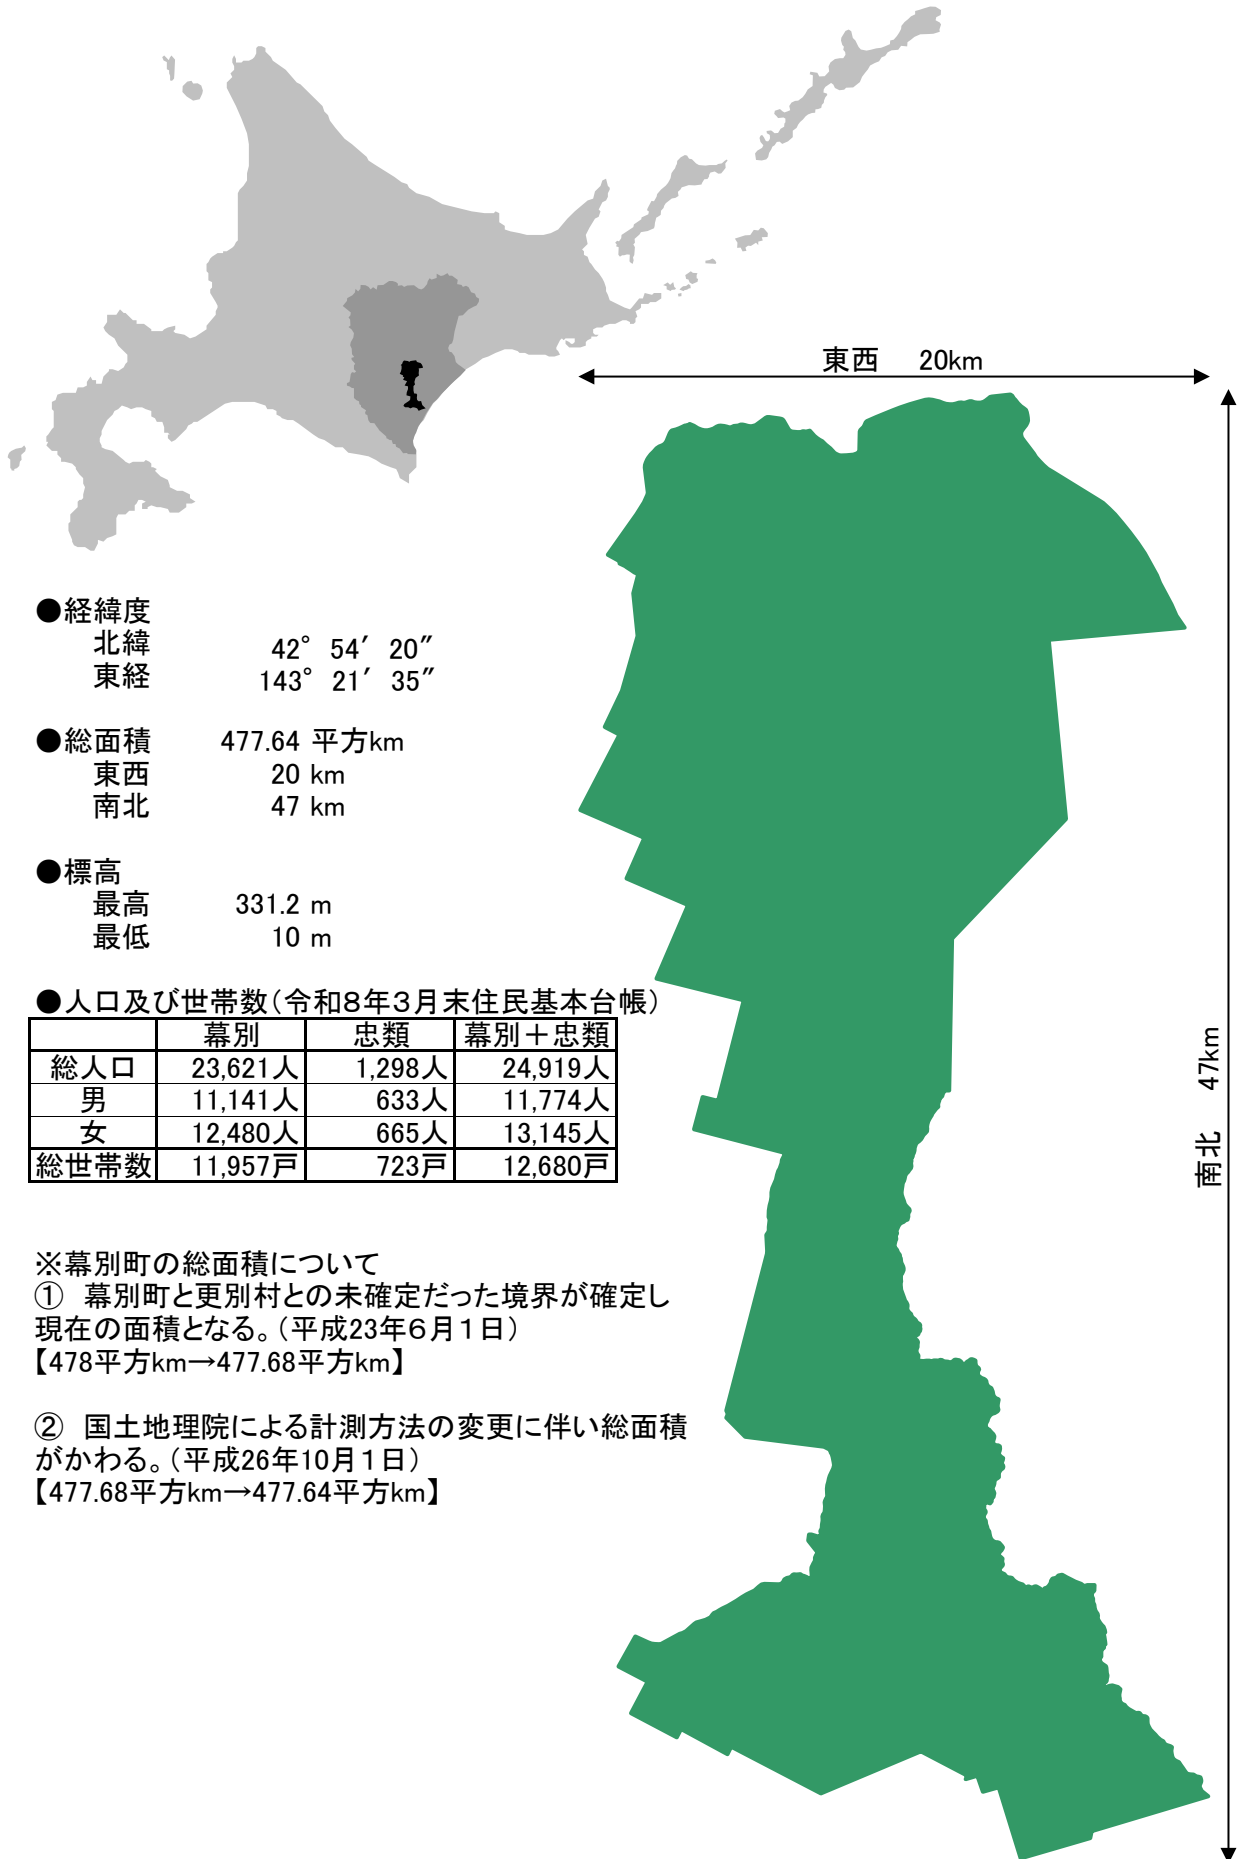 東西　20km
●経緯度
北緯　42°　54′　20″
東経　143°　21′　35″
●総面積　477.64 平方km
東西　20 km
南北　47 km
●標高
最高　331.2 m
最低　10 m
●人口及び世帯数（令和８年３月末住民基本台帳）
幕別　忠類　幕別＋忠類
総人口　23,621人　1,298人　24,919人
男　11,141人　633人　11,774人
女　12,480人　665人　13,145人
総世帯数　11,957戸　723戸　12,680戸
南北　47km
※幕別町の総面積について
①　幕別町と更別村との未確定だった境界が確定し
現在の面積となる。（平成23年６月１日）
【478平方km→477.68平方km】
②　国土地理院による計測方法の変更に伴い総面積
がかわる。（平成26年10月１日）
【477.68平方km→477.64平方km】